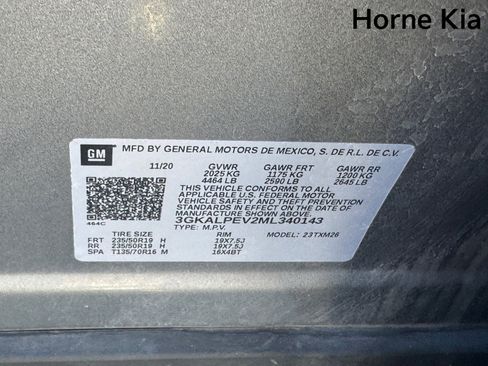 Horne Kia
GM
MFD BY GENERAL MOTORS DE MEXICO, S. DE R.L. DE C.V.
11/20 GVWR GAWR FRT GAWR RR
2025 KG 1175 KG 1200 KG
4464 LB 2590 LB 2645 LB
THIS VEHICLE CONFORMS TO ALL
APPLICABLE U.S. FEDERAL MOTOR
VEHICLE SAFETY AND THEFT PREVENTION
STANDARDS IN EFFECT ON THE DATE OF
MANUFACTURE SHOWN ABOVE.
3GKALPEV2ML340143
464C
TYPE: M.P.V. MODEL: 23TXM26
TIRE SIZE RIM
FRT 235/50R19 H 19X7.5J
RR 235/50R19 H 19X7.5J
SPA T135/70R16 M 16X4BT